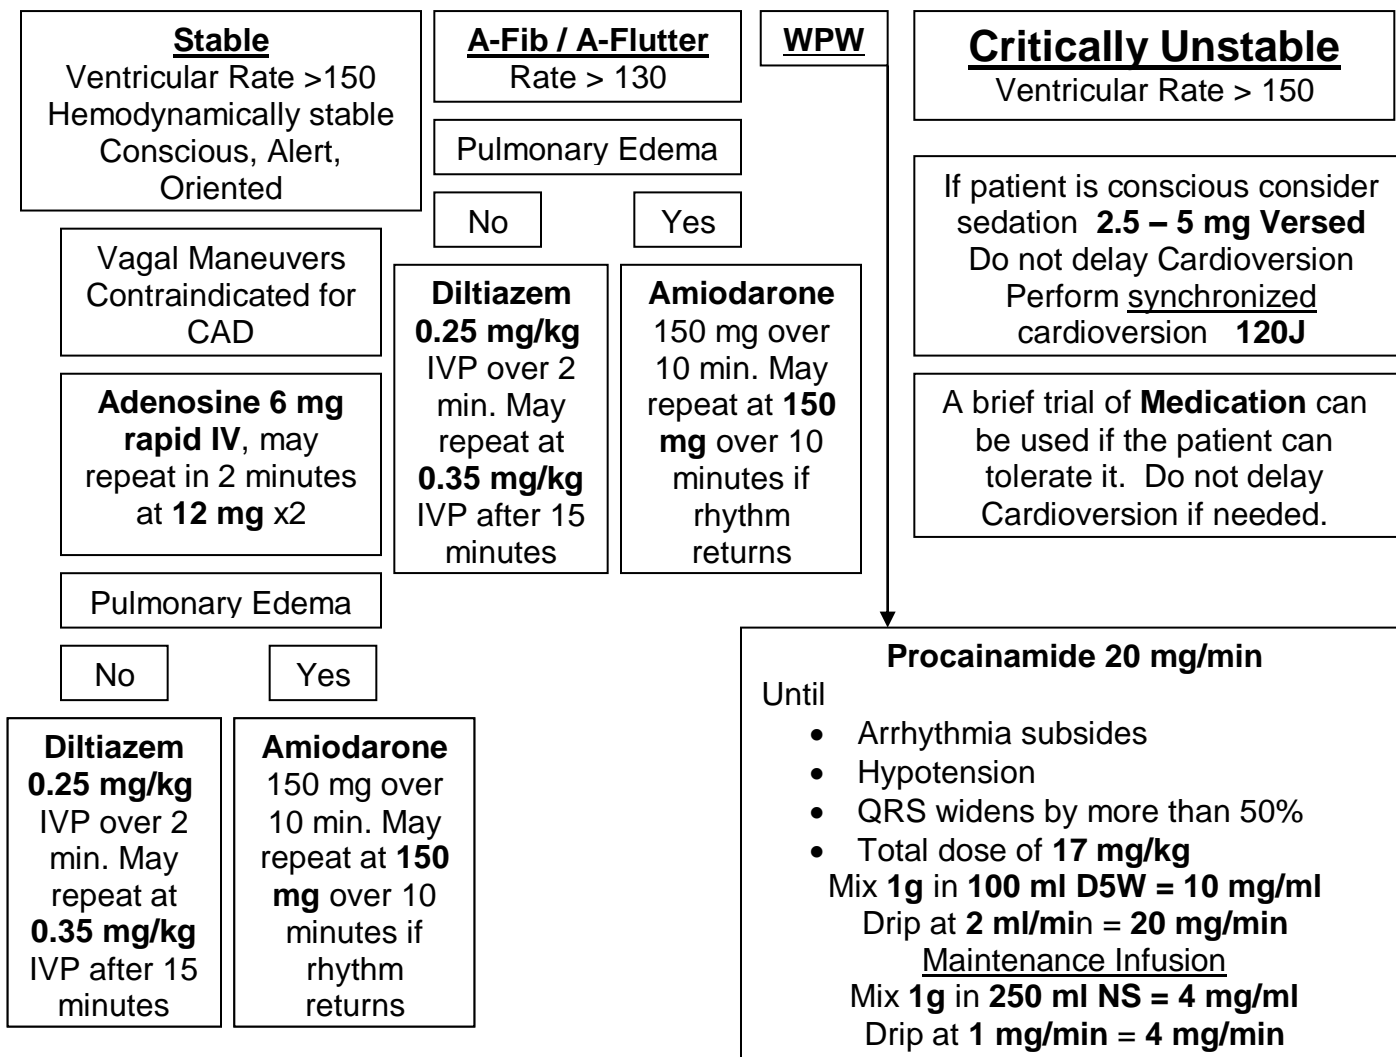 Stable
Ventricular Rate >150
Hemodynamically stable
Conscious, Alert,
Oriented
Vagal Maneuvers
Contraindicated for
CAD
Adenosine 6 mg
rapid IV, may
repeat in 2 minutes
at 12 mg x2
Pulmonary Edema
No
Yes
Diltiazem
0.25 mg/kg
IVP over 2
min. May
repeat at
0.35 mg/kg
IVP after 15
minutes
Amiodarone
150 mg over
10 min. May
repeat at 150
mg over 10
minutes if
rhythm
returns
A-Fib / A-Flutter
Rate > 130
Pulmonary Edema
No
Yes
Diltiazem
0.25 mg/kg
IVP over 2
min. May
repeat at
0.35 mg/kg
IVP after 15
minutes
Amiodarone
150 mg over
10 min. May
repeat at 150
mg over 10
minutes if
rhythm
returns
WPW
Procainamide 20 mg/min
Until
• Arrhythmia subsides
• Hypotension
• QRS widens by more than 50%
• Total dose of 17 mg/kg
Mix 1g in 100 ml D5W = 10 mg/ml
Drip at 2 ml/min = 20 mg/min
Maintenance Infusion
Mix 1g in 250 ml NS = 4 mg/ml
Drip at 1 mg/min = 4 mg/min
Critically Unstable
Ventricular Rate > 150
If patient is conscious consider
sedation 2.5 – 5 mg Versed
Do not delay Cardioversion
Perform synchronized
cardioversion 120J
A brief trial of Medication can
be used if the patient can
tolerate it. Do not delay
Cardioversion if needed.